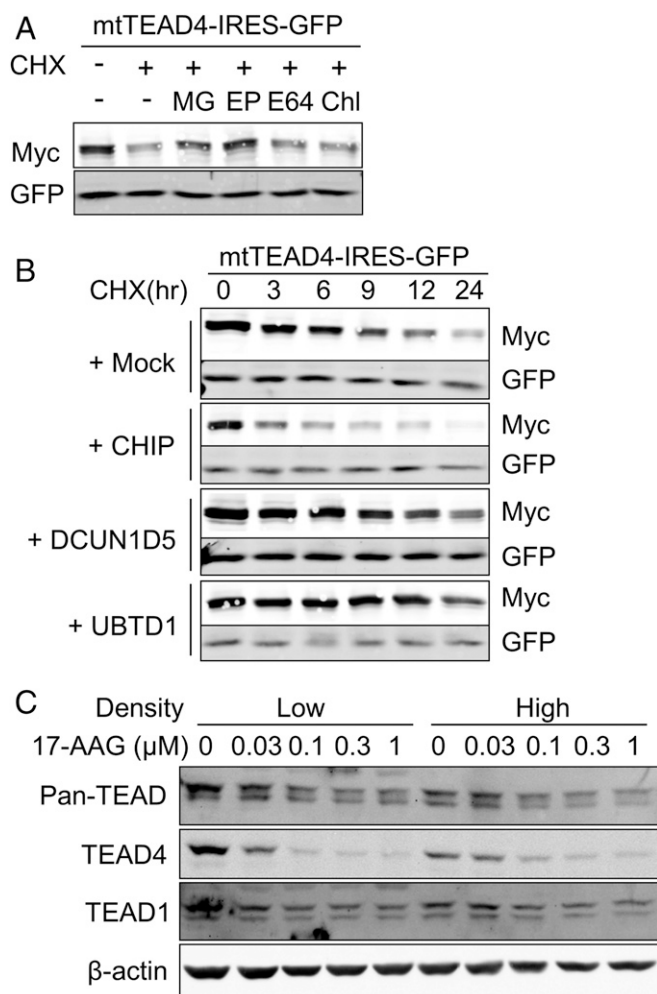 A
mtTEAD4-IRES-GFP
CHX - + + + + +
- - MG EP E64 Chl
Myc
GFP
B
mtTEAD4-IRES-GFP
CHX(hr) 0 3 6 9 12 24
+ Mock
Myc
GFP
+ CHIP
Myc
GFP
+ DCUN1D5
Myc
GFP
+ UBTD1
Myc
GFP
C
Density Low High
17-AAG (μM) 0 0.03 0.1 0.3 1 0 0.03 0.1 0.3 1
Pan-TEAD
TEAD4
TEAD1
β-actin